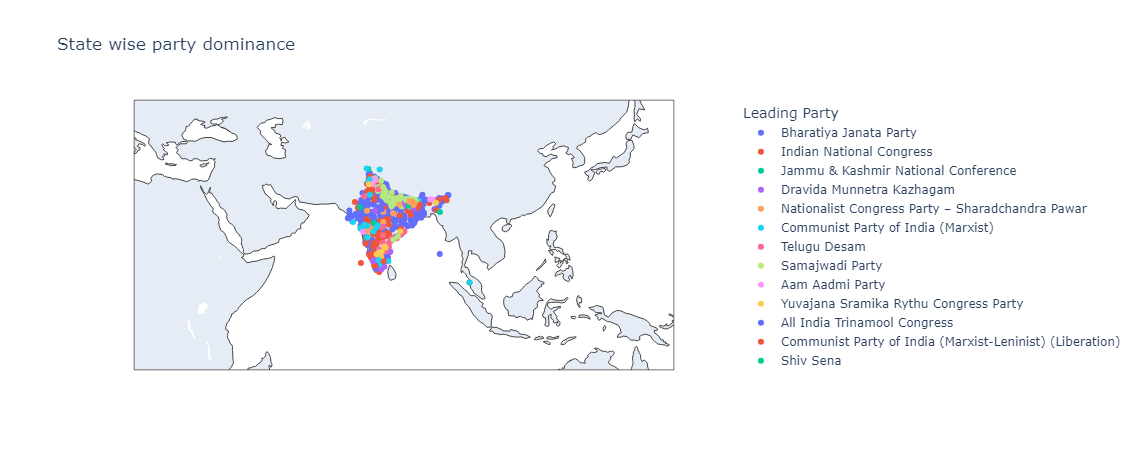 State wise party dominance
Leading Party
Bharatiya Janata Party
Indian National Congress
Jammu & Kashmir National Conference
Dravida Munnetra Kazhagam
Nationalist Congress Party – Sharadchandra Pawar
Communist Party of India (Marxist)
Telugu Desam
Samajwadi Party
Aam Aadmi Party
Yuvajana Sramika Rythu Congress Party
All India Trinamool Congress
Communist Party of India (Marxist-Leninist) (Liberation)
Shiv Sena